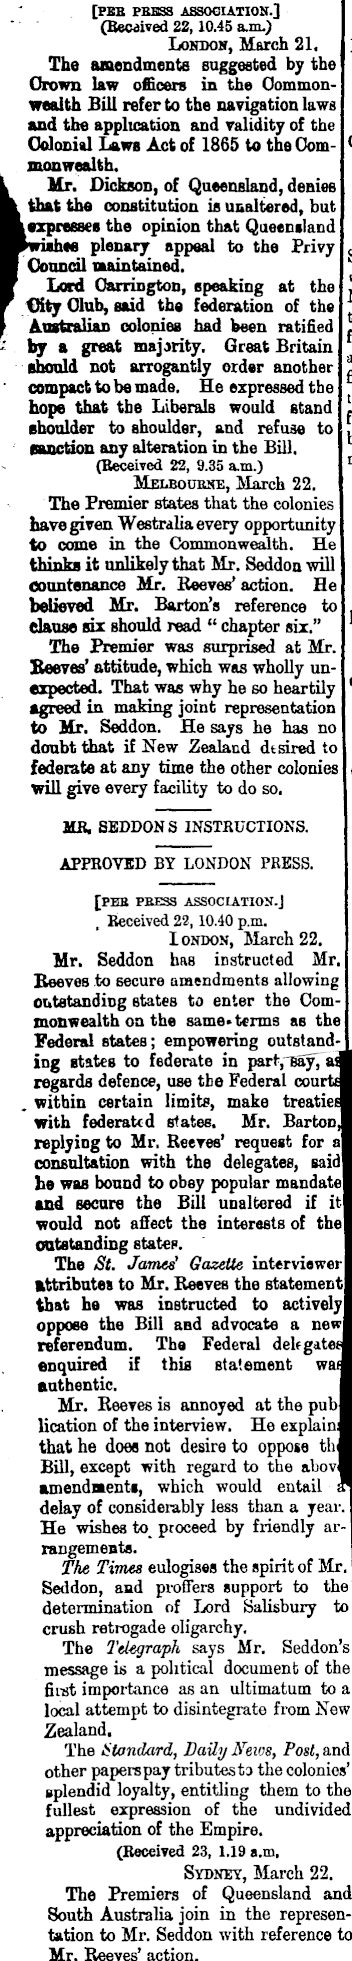 [PER PRESS ASSOCIATION.]
(Received 22, 10.45 a.m.)
LONDON, March 21.
The amendments suggested by the
Crown law officers in the Common-
wealth Bill refer to the navigation laws
and the application and validity of the
Colonial Laws Act of 1865 to the Com-
monwealth.
Mr. Dickson, of Queensland, denies
that the constitution is unaltered, but
expresses the opinion that Queensland
wishes plenary appeal to the Privy
Council maintained.
Lord Carrington, speaking at the
City Club, said the federation of the
Australian colonies had been ratified
by a great majority. Great Britain
should not arrogantly order another
compact to be made. He expressed the
hope that the Liberals would stand
shoulder to shoulder, and refuse to
sanction any alteration in the Bill.
(Received 22, 9.35 a.m.)
MELBOURNE, March 22.
The Premier states that the colonies
have given Westralia every opportunity
to come in the Commonwealth. He
thinks it unlikely that Mr. Seddon will
countenance Mr. Reeves' action. He
believed Mr. Barton's reference to
clause six should read "chapter six."
The Premier was surprised at Mr.
Reeves' attitude, which was wholly un-
expected. That was why he so heartily
agreed in making joint representation
to Mr. Seddon. He says he has no
doubt that if New Zealand desired to
federate at any time the other colonies
will give every facility to do so.
MR. SEDDONS INSTRUCTIONS.
APPROVED BY LONDON PRESS.
[PER PRESS ASSOCIATION.]
Received 22, 10.40 p.m.
LONDON, March 22.
Mr. Seddon has instructed Mr.
Reeves to secure amendments allowing
outstanding states to enter the Com-
monwealth on the same terms as the
Federal states; empowering outstand-
ing states to federate in part, say, as
regards defence, use the Federal courts
within certain limits, make treaties
with federated states. Mr. Barton,
replying to Mr. Reeves' request for a
consultation with the delegates, said
he was bound to obey popular mandate
and secure the Bill unaltered if it
would not affect the interests of the
outstanding states.
The St. James' Gazette interviewer
attributes to Mr. Reeves the statement
that he was instructed to actively
oppose the Bill and advocate a new
referendum. The Federal delegates
enquired if this statement was
authentic.
Mr. Reeves is annoyed at the pub-
lication of the interview. He explains
that he does not desire to oppose the
Bill, except with regard to the above
amendments, which would entail a
delay of considerably less than a year.
He wishes to proceed by friendly ar-
rangements.
The Times eulogises the spirit of Mr.
Seddon, and proffers support to the
determination of Lord Salisbury to
crush retrogade oligarchy.
The Telegraph says Mr. Seddon's
message is a political document of the
first importance as an ultimatum to a
local attempt to disintegrate from New
Zealand.
The Standard, Daily News, Post, and
other papers pay tributes to the colonies'
splendid loyalty, entitling them to the
fullest expression of the undivided
appreciation of the Empire.
(Received 23, 1.19 a.m.
SYDNEY, March 22.
The Premiers of Queensland and
South Australia join in the represen-
tation to Mr. Seddon with reference to
Mr. Reeves' action.